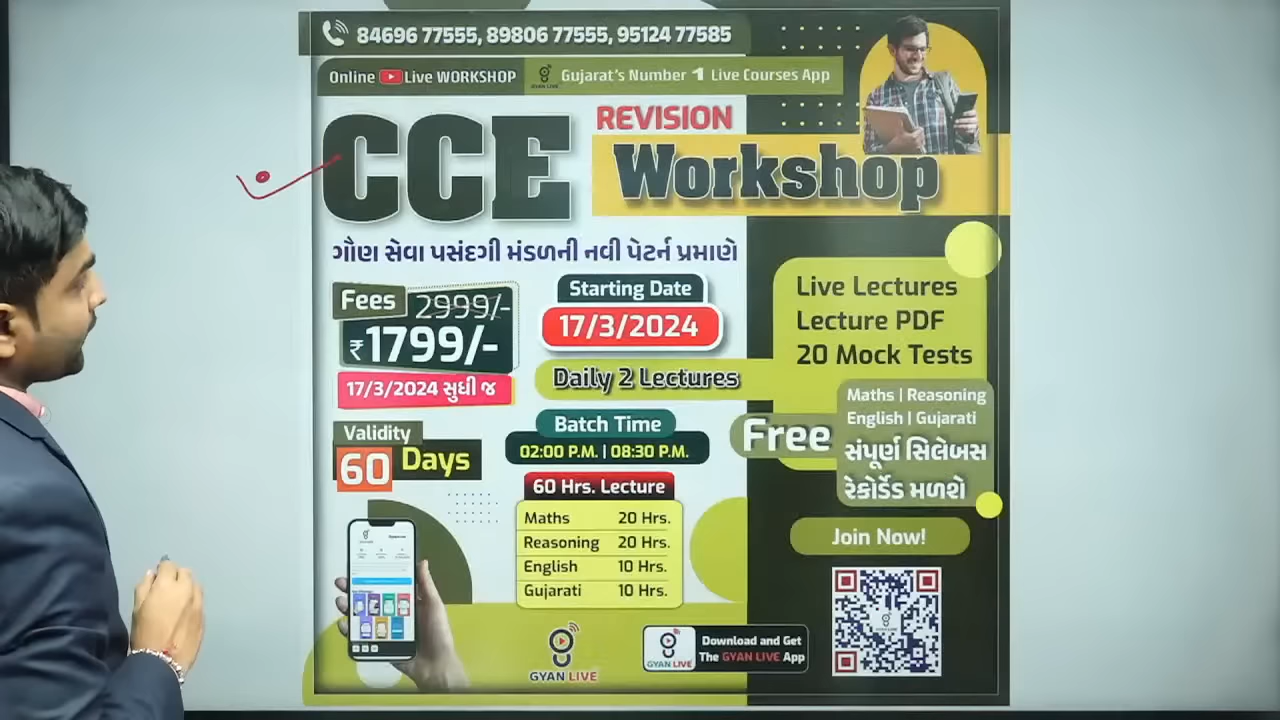 84696 77555, 89806 77555, 95124 77585
Online Live WORKSHOP
GYAN LIVE
Gujarat's Number 1 Live Courses App
CCE
REVISION
Workshop
ગૌણ સેવા પસંદગી મંડળની નવી પેટર્ન પ્રમાણે
Fees 2999/-
₹1799/-
17/3/2024 સુધી જ
Starting Date
17/3/2024
Daily 2 Lectures
Live Lectures
Lecture PDF
20 Mock Tests
Validity
60 Days
Batch Time
02:00 P.M. | 08:30 P.M.
Free
Maths | Reasoning
English | Gujarati
સંપૂર્ણ સિલેબસ
રેકોર્ડેડ મળશે
60 Hrs. Lecture
Maths 20 Hrs.
Reasoning 20 Hrs.
English 10 Hrs.
Gujarati 10 Hrs.
Join Now!
GYAN LIVE
GYAN LIVE
Download and Get
The GYAN LIVE App